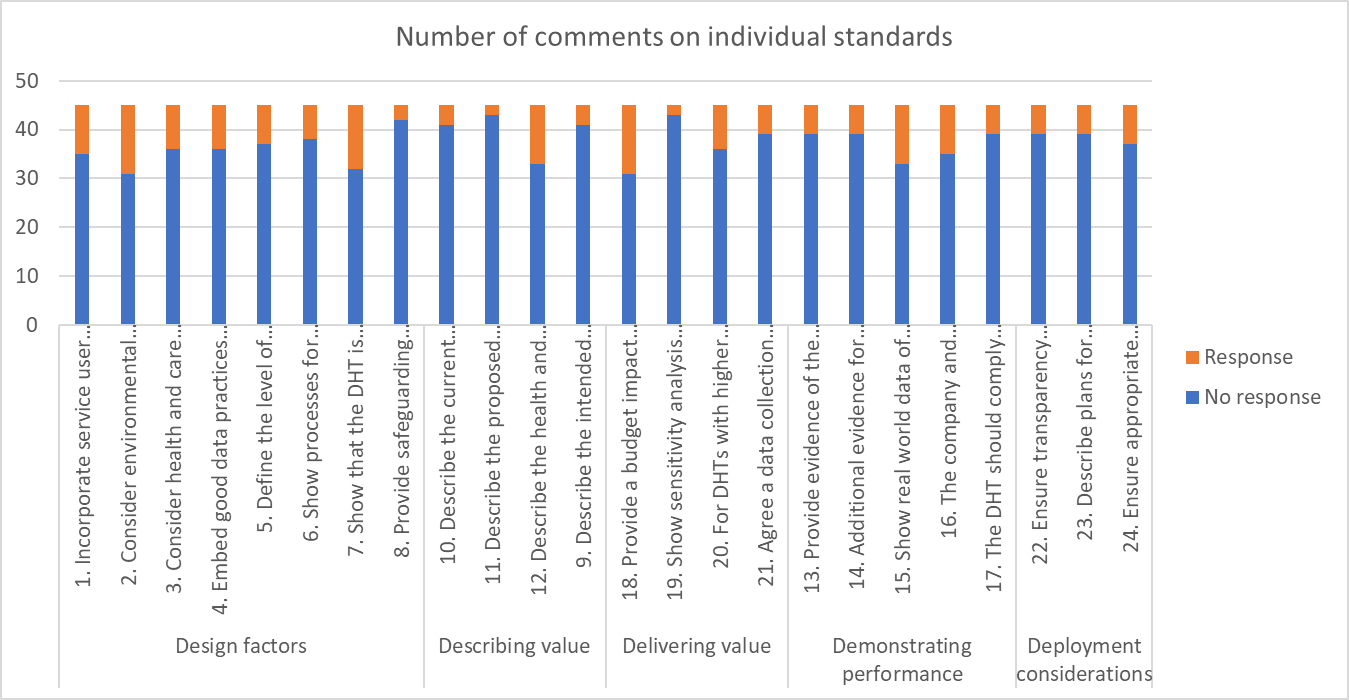 Number of comments on individual standards
50
40
30
20
10
0
1. Incorporate service user...
2. Consider environmental...
3. Consider health and care...
4. Embed good data practices...
5. Define the level of...
6. Show processes for...
7. Show that the DHT is...
8. Provide safeguarding...
10. Describe the current...
11. Describe the proposed...
12. Describe the health and...
9. Describe the intended...
18. Provide a budget impact...
19. Show sensitivity analysis...
20. For DHTs with higher...
21. Agree a data collection...
13. Provide evidence of the...
14. Additional evidence for...
15. Show real world data of...
16. The company and...
17. The DHT should comply...
22. Ensure transparency...
23. Describe plans for...
24. Ensure appropriate...
Design factors
Describing value
Delivering value
Demonstrating
performance
Deployment
considerations
Response
No response